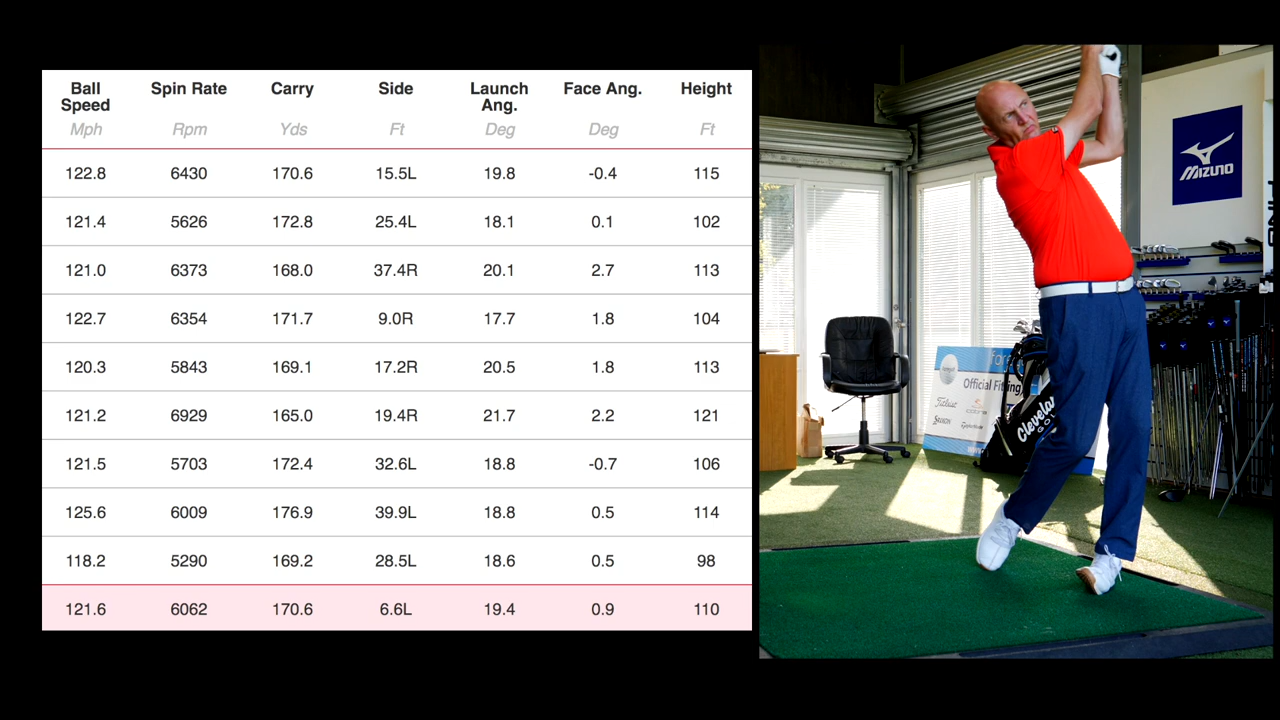 Ball Speed Spin Rate Carry Side Launch Ang. Face Ang. Height
Mph Rpm Yds Ft Deg Deg Ft
122.8 6430 170.6 15.5L 19.8 -0.4 115
121.1 5626 172.8 25.4L 18.1 0.1 102
121.0 6373 168.0 37.4R 20.1 2.7 113
122.7 6354 171.7 9.0R 17.7 1.8 104
120.3 5843 169.1 17.2R 20.5 1.8 113
121.2 6929 165.0 19.4R 21.7 2.2 121
121.5 5703 172.4 32.6L 18.8 -0.7 106
125.6 6009 176.9 39.9L 18.8 0.5 114
118.2 5290 169.2 28.5L 18.6 0.5 98
121.6 6062 170.6 6.6L 19.4 0.9 110
MIZUNO
PING
Official Fitting
Titleist
cobra
SRIXON
TaylorMade
Cleveland
GOLF